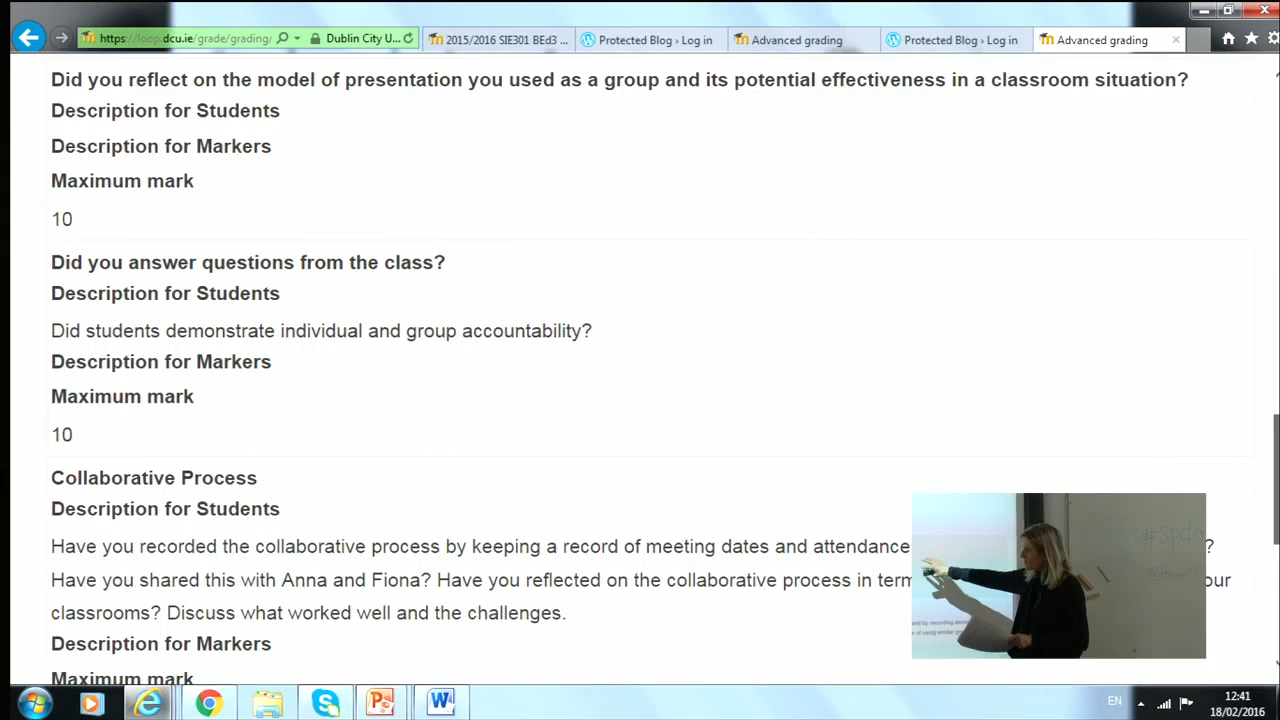 https://loop.dcu.ie/grade/grading/
Dublin City U...
2015/2016 SIE301 BEd3 ...
Protected Blog › Log in
Advanced grading
Protected Blog › Log in
Advanced grading
Did you reflect on the model of presentation you used as a group and its potential effectiveness in a classroom situation?
Description for Students
Description for Markers
Maximum mark
10
Did you answer questions from the class?
Description for Students
Did students demonstrate individual and group accountability?
Description for Markers
Maximum mark
10
Collaborative Process
Description for Students
Have you recorded the collaborative process by keeping a record of meeting dates and attendance ?
Have you shared this with Anna and Fiona? Have you reflected on the collaborative process in term our
classrooms? Discuss what worked well and the challenges.
Description for Markers
Maximum mark
EN
12:41
18/02/2016